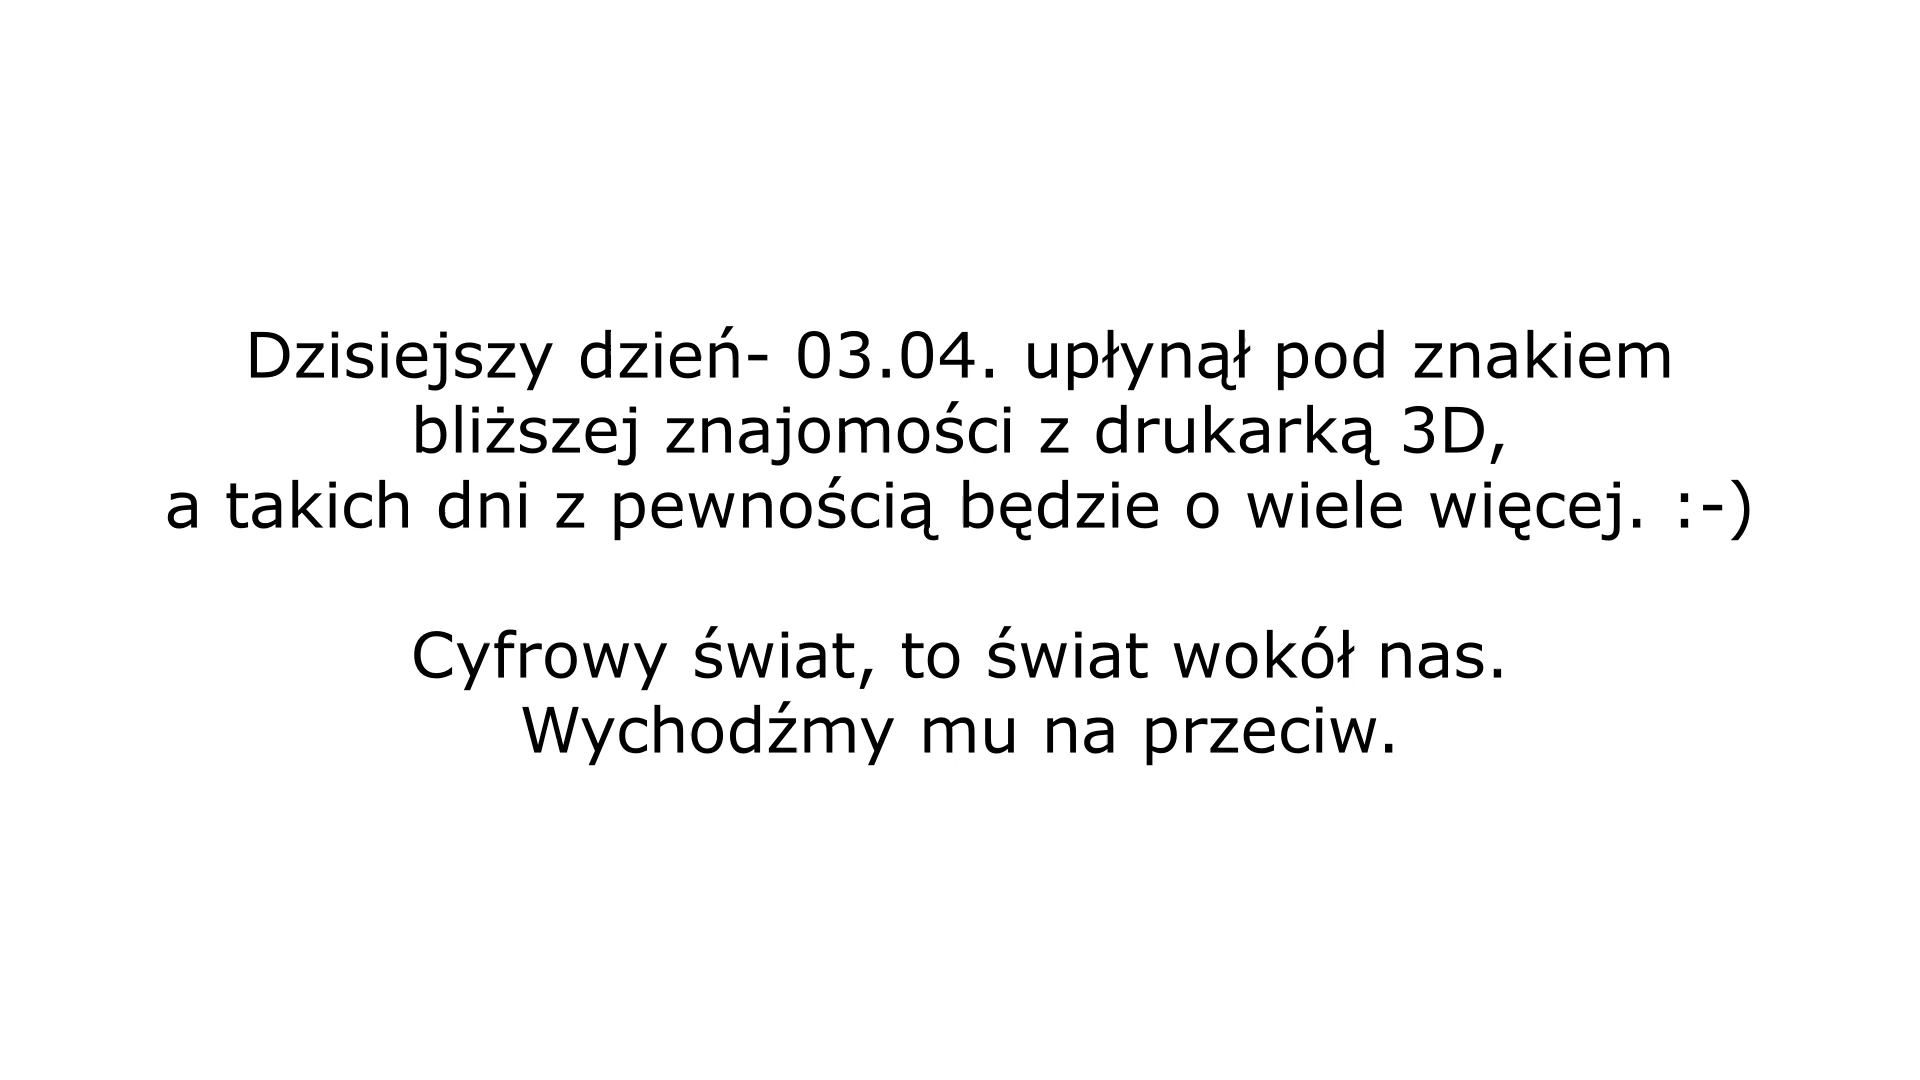 Dzisiejszy dzień- 03.04. upłynął pod znakiem
bliższej znajomości z drukarką 3D,
a takich dni z pewnością będzie o wiele więcej. :-)
Cyfrowy świat, to świat wokół nas.
Wychodźmy mu na przeciw.